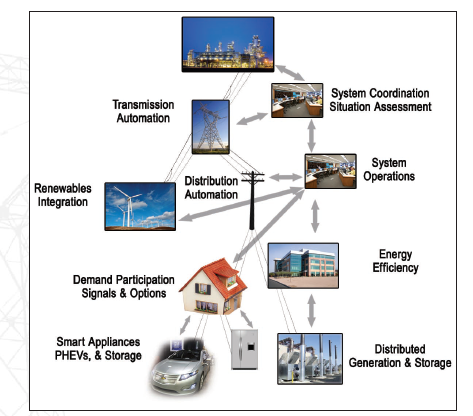 System Coordination
Situation Assessment
Transmission
Automation
System
Operations
Distribution
Automation
Renewables
Integration
Energy
Efficiency
Demand Participation
Signals & Options
Smart Appliances
PHEVs, & Storage
Distributed
Generation & Storage